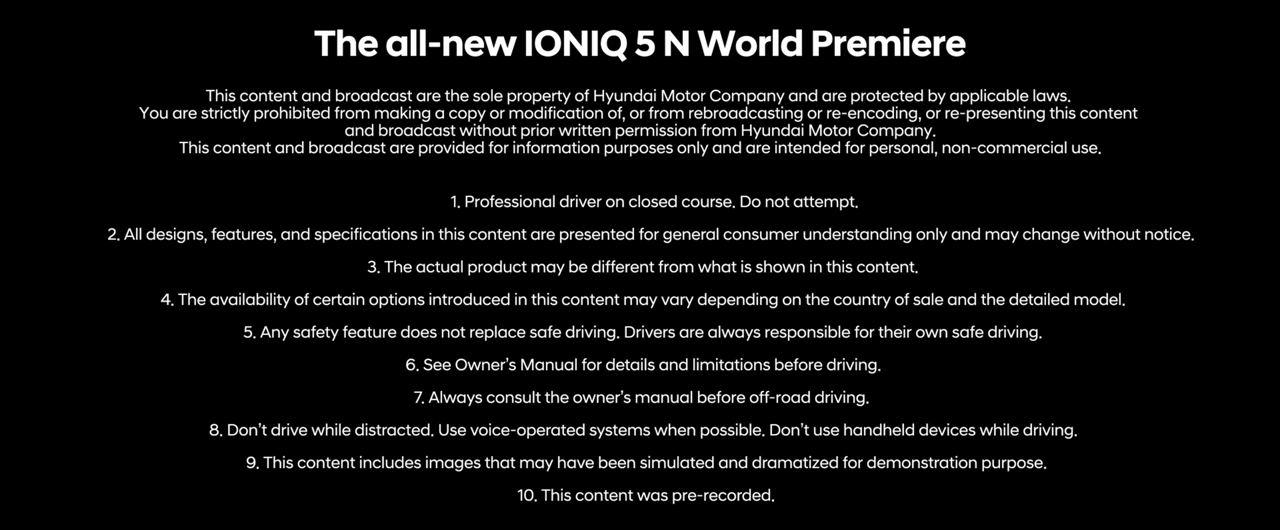 The all-new IONIQ 5 N World Premiere
This content and broadcast are the sole property of Hyundai Motor Company and are protected by applicable laws.
You are strictly prohibited from making a copy or modification of, or from rebroadcasting or re-encoding, or re-presenting this content
and broadcast without prior written permission from Hyundai Motor Company.
This content and broadcast are provided for information purposes only and are intended for personal, non-commercial use.
1. Professional driver on closed course. Do not attempt.
2. All designs, features, and specifications in this content are presented for general consumer understanding only and may change without notice.
3. The actual product may be different from what is shown in this content.
4. The availability of certain options introduced in this content may vary depending on the country of sale and the detailed model.
5. Any safety feature does not replace safe driving. Drivers are always responsible for their own safe driving.
6. See Owner's Manual for details and limitations before driving.
7. Always consult the owner's manual before off-road driving.
8. Don't drive while distracted. Use voice-operated systems when possible. Don't use handheld devices while driving.
9. This content includes images that may have been simulated and dramatized for demonstration purpose.
10. This content was pre-recorded.